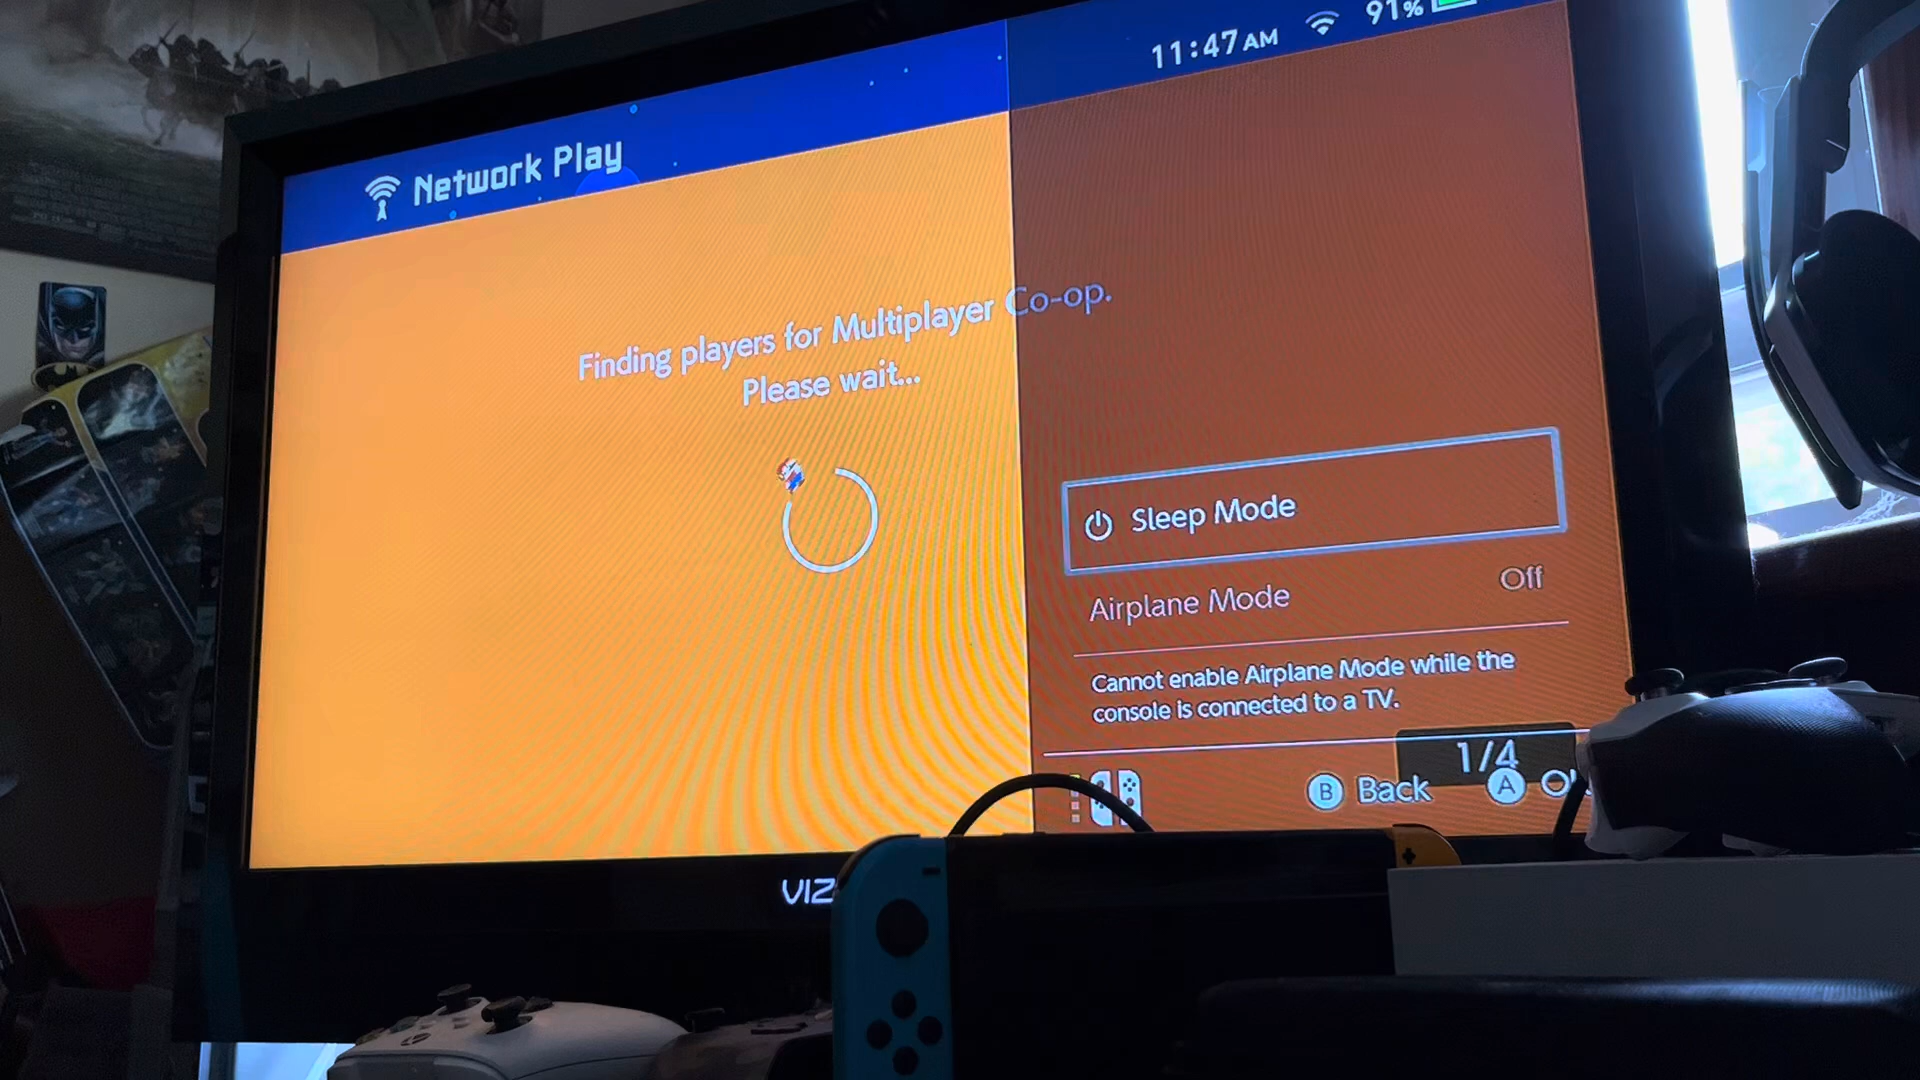 11:47 AM 91%
Network Play
Finding players for Multiplayer Co-op.
Please wait...
Sleep Mode
Airplane Mode Off
Cannot enable Airplane Mode while the
console is connected to a TV.
1/4
B Back A